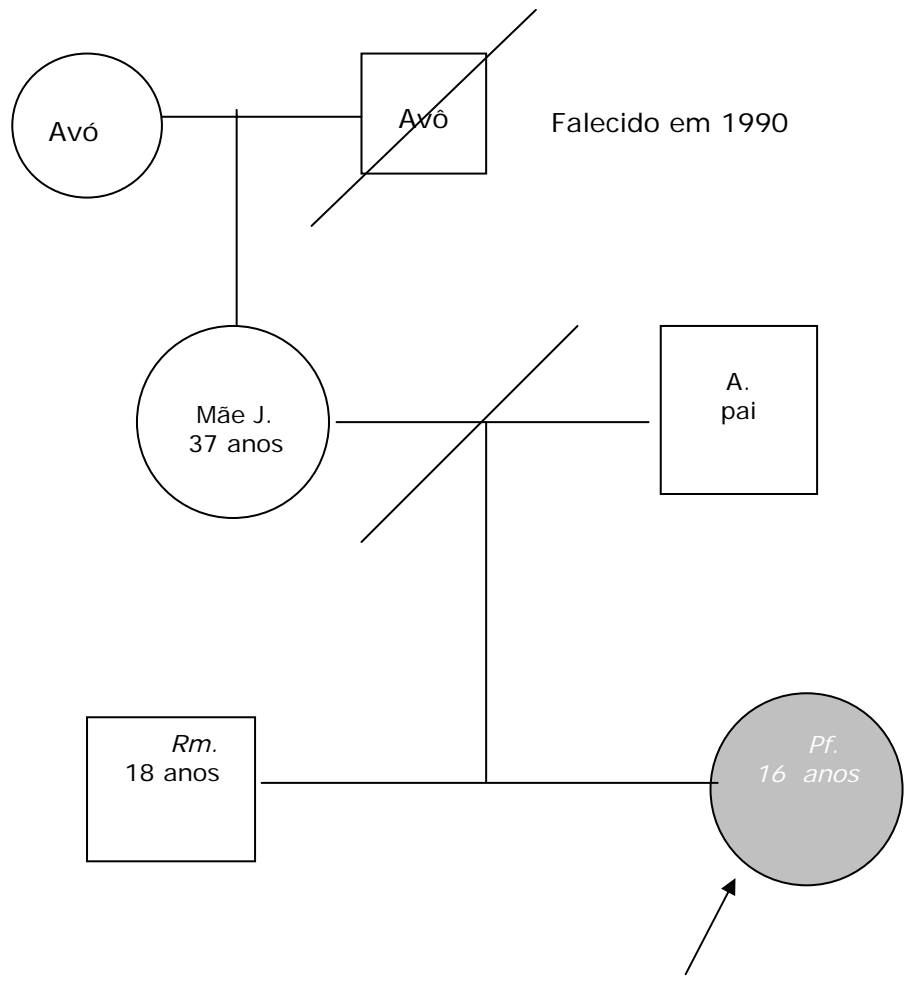 Avó
Avô
Falecido em 1990
Mãe J.
37 anos
A.
pai
Rm.
18 anos
Pf.
16 anos